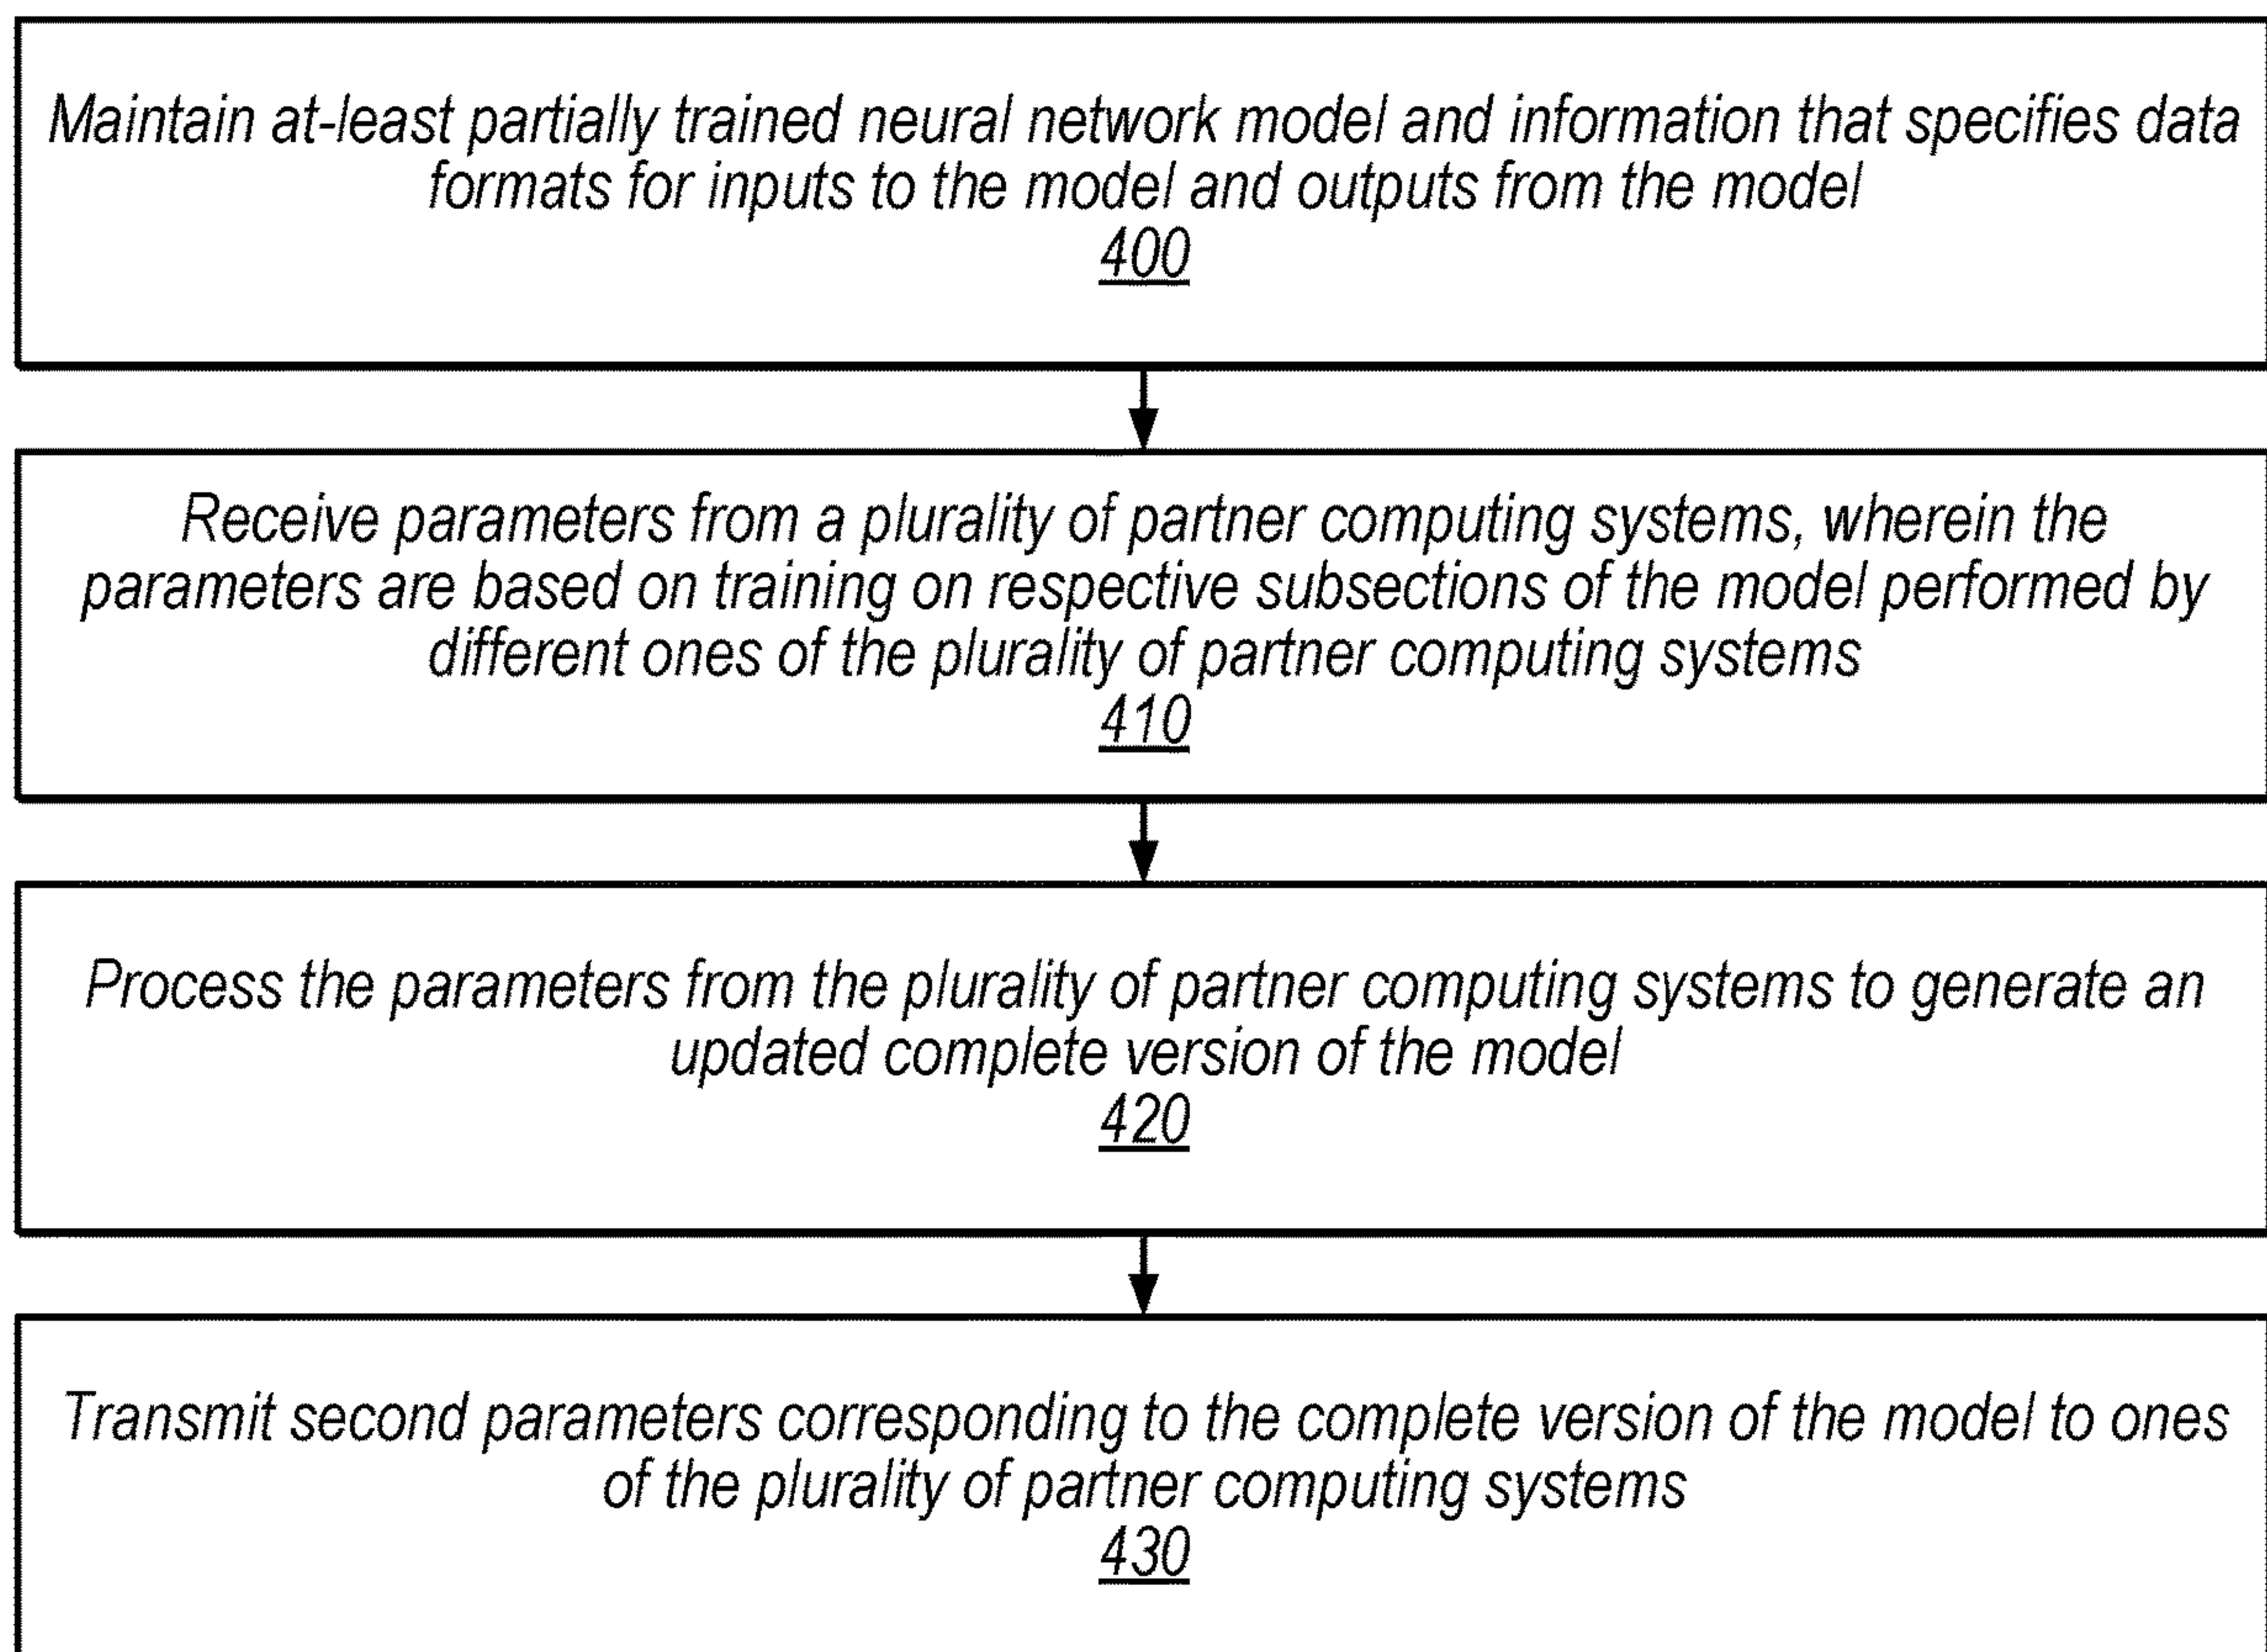 Maintain at-least partially trained neural network model and information that specifies data
formats for inputs to the model and outputs from the model
400
Receive parameters from a plurality of partner computing systems, wherein the
parameters are based on training on respective subsections of the model performed by
different ones of the plurality of partner computing systems
410
Process the parameters from the plurality of partner computing systems to generate an
updated complete version of the model
420
Transmit second parameters corresponding to the complete version of the model to ones
of the plurality of partner computing systems
430